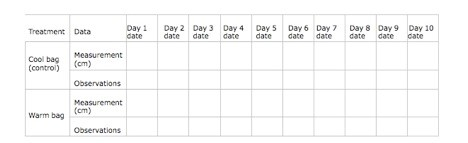 Treatment Data Day 1 date Day 2 date Day 3 date Day 4 date Day 5 date Day 6 date Day 7 date Day 8 date Day 9 date Day 10 date
Cool bag (control) Measurement (cm)
Observations
Warm bag Measurement (cm)
Observations